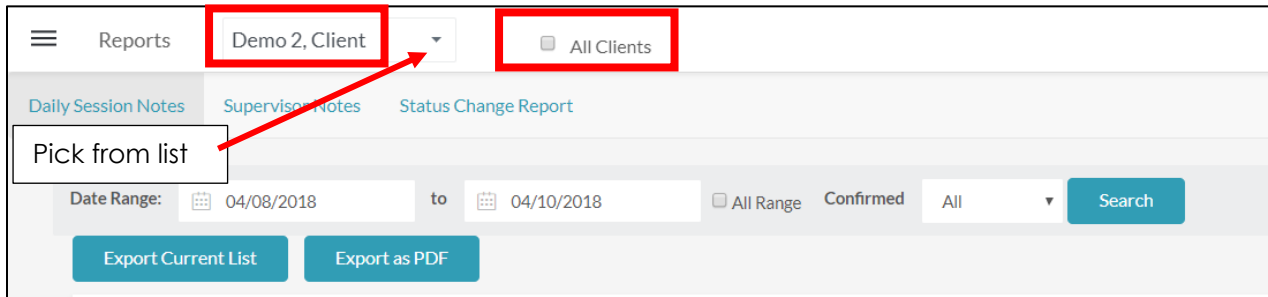 Reports Demo 2, Client All Clients
Daily Session Notes Supervisor Notes Status Change Report
Pick from list
Date Range: 04/08/2018 to 04/10/2018 All Range Confirmed All Search
Export Current List Export as PDF